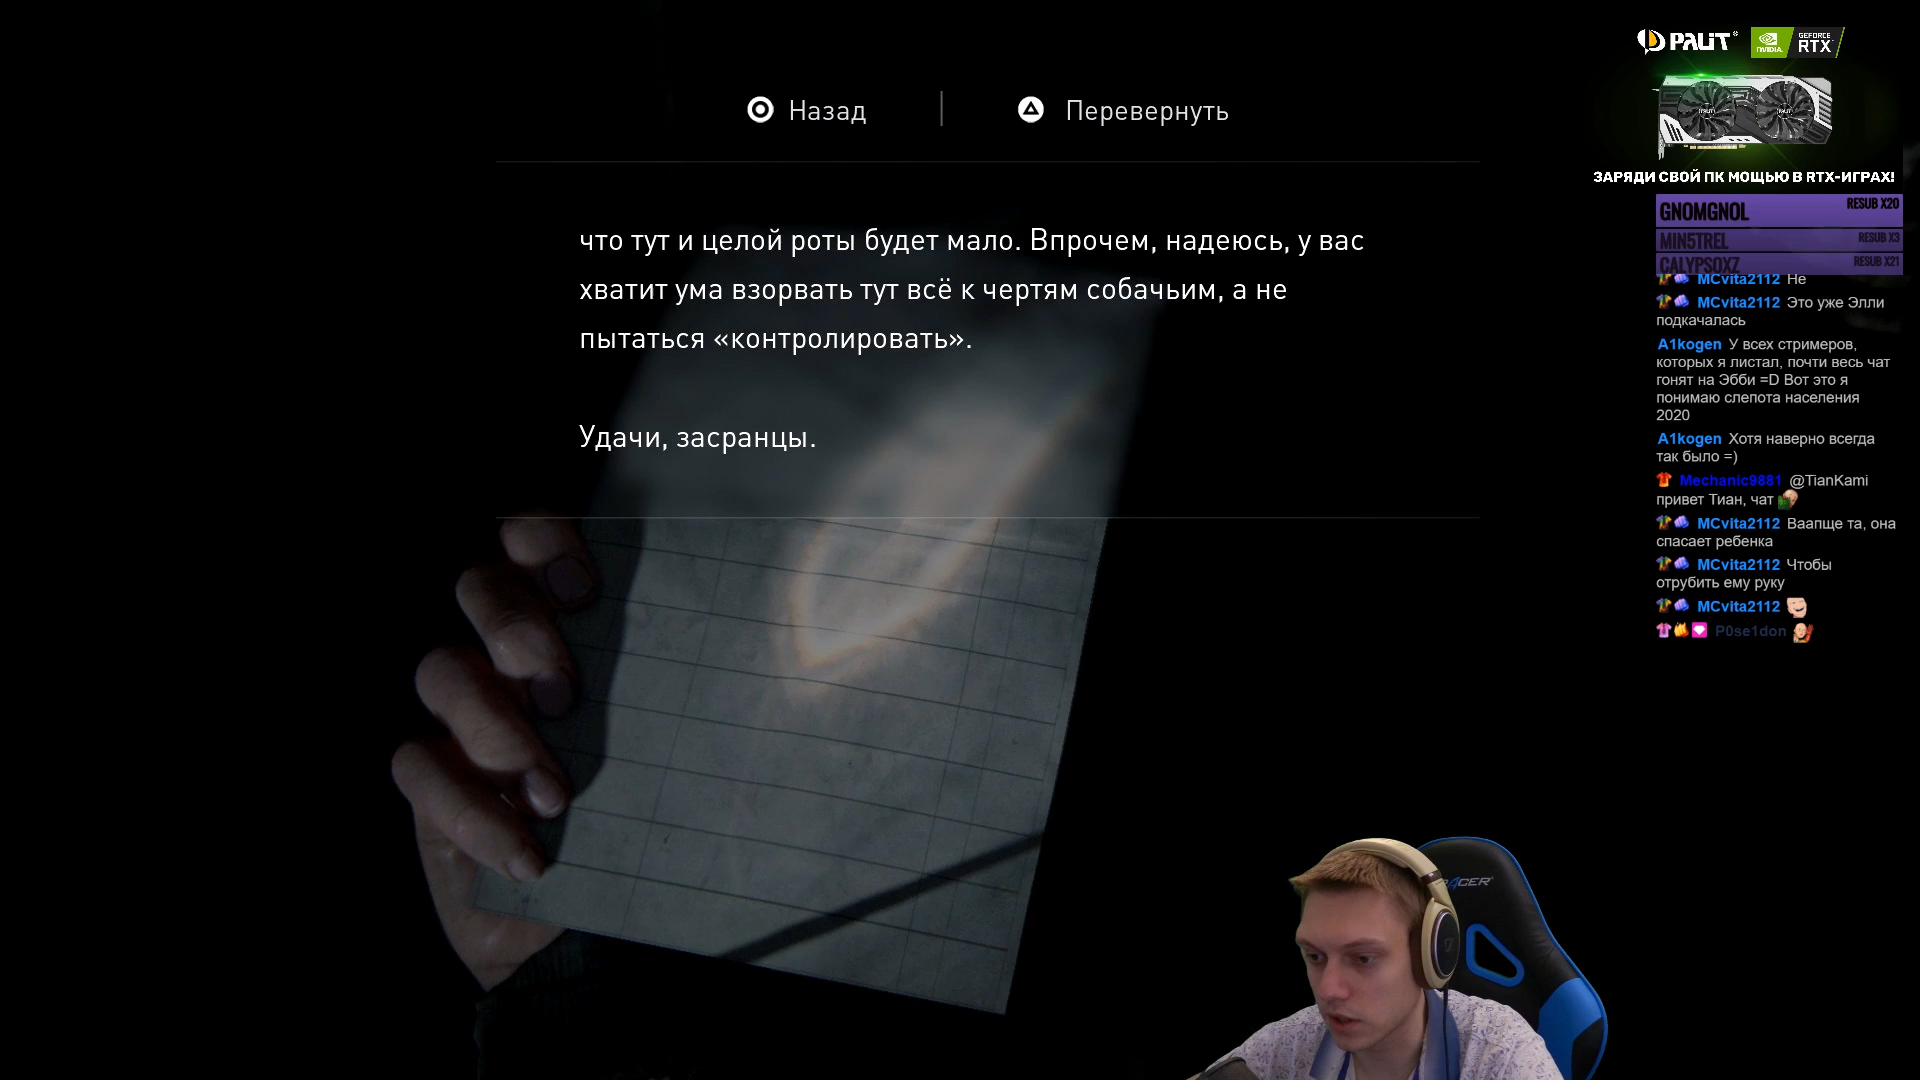 PALIT®
NVIDIA
GEFORCE
RTX
Назад
Перевернуть
ЗАРЯДИ СВОЙ ПК МОЩЬЮ В RTX-ИГРАХ!
GNOMGNOL RESUB X20
MIN5TREL RESUB X3
CALYPSOXZ RESUB X21
что тут и целой роты будет мало. Впрочем, надеюсь, у вас
хватит ума взорвать тут всё к чертям собачьим, а не
пытаться «контролировать».
Удачи, засранцы.
MCvita2112 Не
MCvita2112 Это уже Элли
подкачалась
A1kogen У всех стримеров,
которых я листал, почти весь чат
гонят на Эбби =D Вот это я
понимаю слепота населения
2020
A1kogen Хотя наверно всегда
так было =)
Mechanic9881 @TianKami
привет Тиан, чат
MCvita2112 Ваапще та, она
спасает ребенка
MCvita2112 Чтобы
отрубить ему руку
MCvita2112
P0se1don